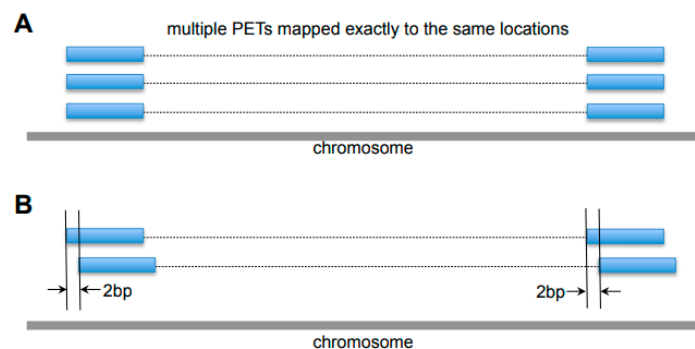 A
multiple PETs mapped exactly to the same locations
chromosome
B
2bp
2bp
chromosome